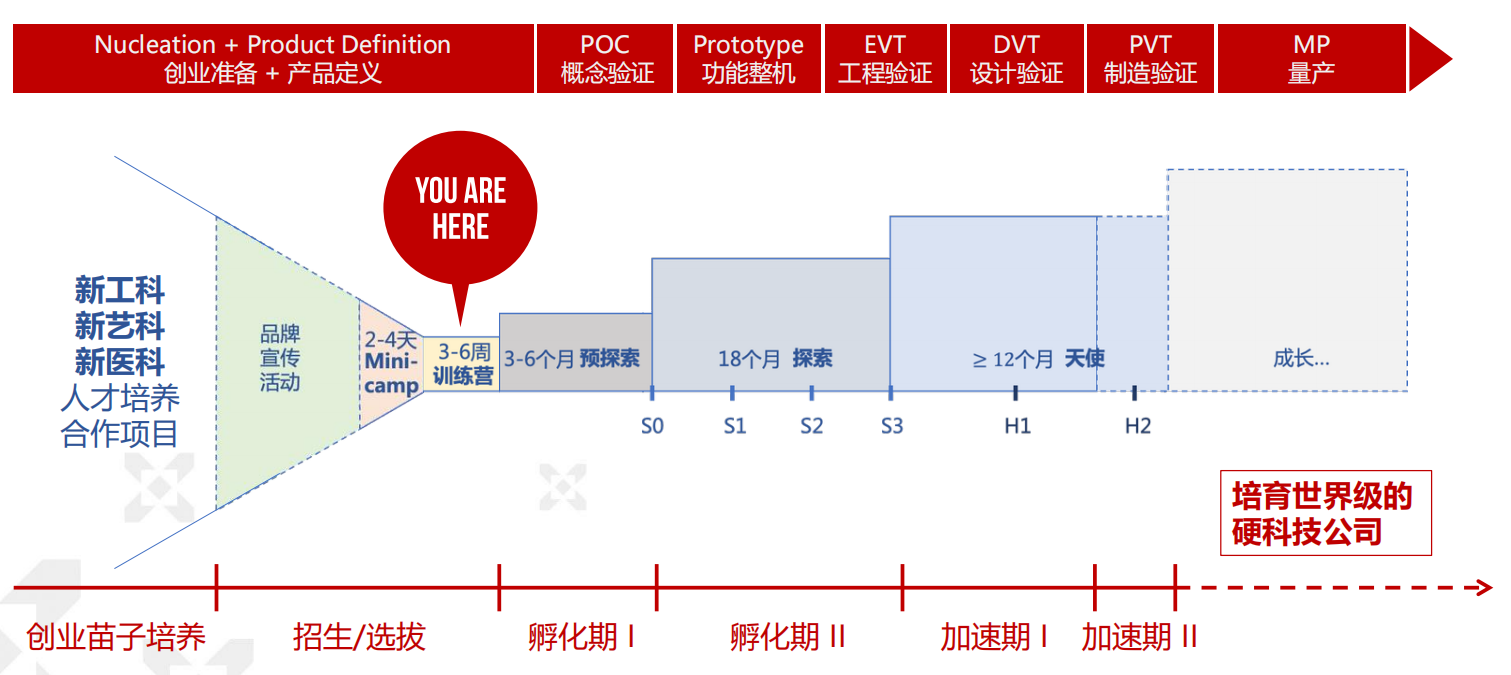 Nucleation + Product Definition
创业准备 + 产品定义
POC
概念验证
Prototype
功能整机
EVT
工程验证
DVT
设计验证
PVT
制造验证
MP
量产
YOU ARE
HERE
新工科
新艺科
新医科
人才培养
合作项目
品牌
宣传
活动
2-4天
Mini-
camp
3-6周
训练营
3-6个月 预探索
18个月 探索
≥ 12个月 天使
成长...
S0
S1
S2
S3
H1
H2
培育世界级的
硬科技公司
创业苗子培养
招生/选拔
孵化期 I
孵化期 II
加速期 I
加速期 II